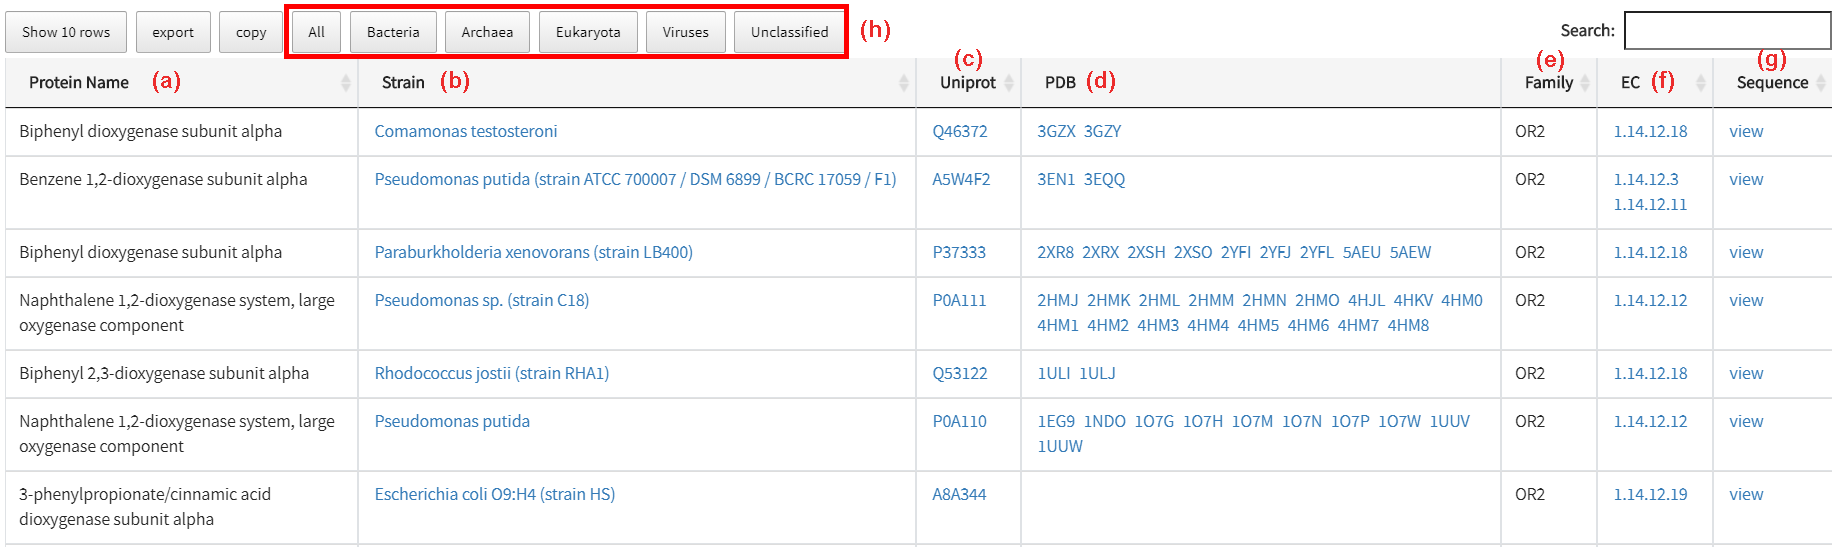 Show 10 rows export copy All Bacteria Archaea Eukaryota Viruses Unclassified (h) Search:
Protein Name (a) Strain (b) Uniprot (c) PDB (d) Family (e) EC (f) Sequence (g)
Biphenyl dioxygenase subunit alpha Comamonas testosteroni Q46372 3GZX 3GZY OR2 1.14.12.18 view
Benzene 1,2-dioxygenase subunit alpha Pseudomonas putida (strain ATCC 700007 / DSM 6899 / BCRC 17059 / F1) A5W4F2 3EN1 3EQQ OR2 1.14.12.3 view
1.14.12.11
Biphenyl dioxygenase subunit alpha Paraburkholderia xenovorans (strain LB400) P37333 2XR8 2XRX 2XSH 2XSO 2YFI 2YFJ 2YFL 5AEU 5AEW OR2 1.14.12.18 view
Naphthalene 1,2-dioxygenase system, large Pseudomonas sp. (strain C18) P0A111 2HMJ 2HMK 2HML 2HMM 2HMN 2HMO 4HJL 4HKV 4HM0 OR2 1.14.12.12 view
oxygenase component 4HM1 4HM2 4HM3 4HM4 4HM5 4HM6 4HM7 4HM8
Biphenyl 2,3-dioxygenase subunit alpha Rhodococcus jostii (strain RHA1) Q53122 1ULI 1ULJ OR2 1.14.12.18 view
Naphthalene 1,2-dioxygenase system, large Pseudomonas putida P0A110 1EG9 1NDO 1O7G 1O7H 1O7M 1O7N 1O7P 1O7W 1UUV OR2 1.14.12.12 view
oxygenase component 1UUW
3-phenylpropionate/cinnamic acid Escherichia coli O9:H4 (strain HS) A8A344 OR2 1.14.12.19 view
dioxygenase subunit alpha